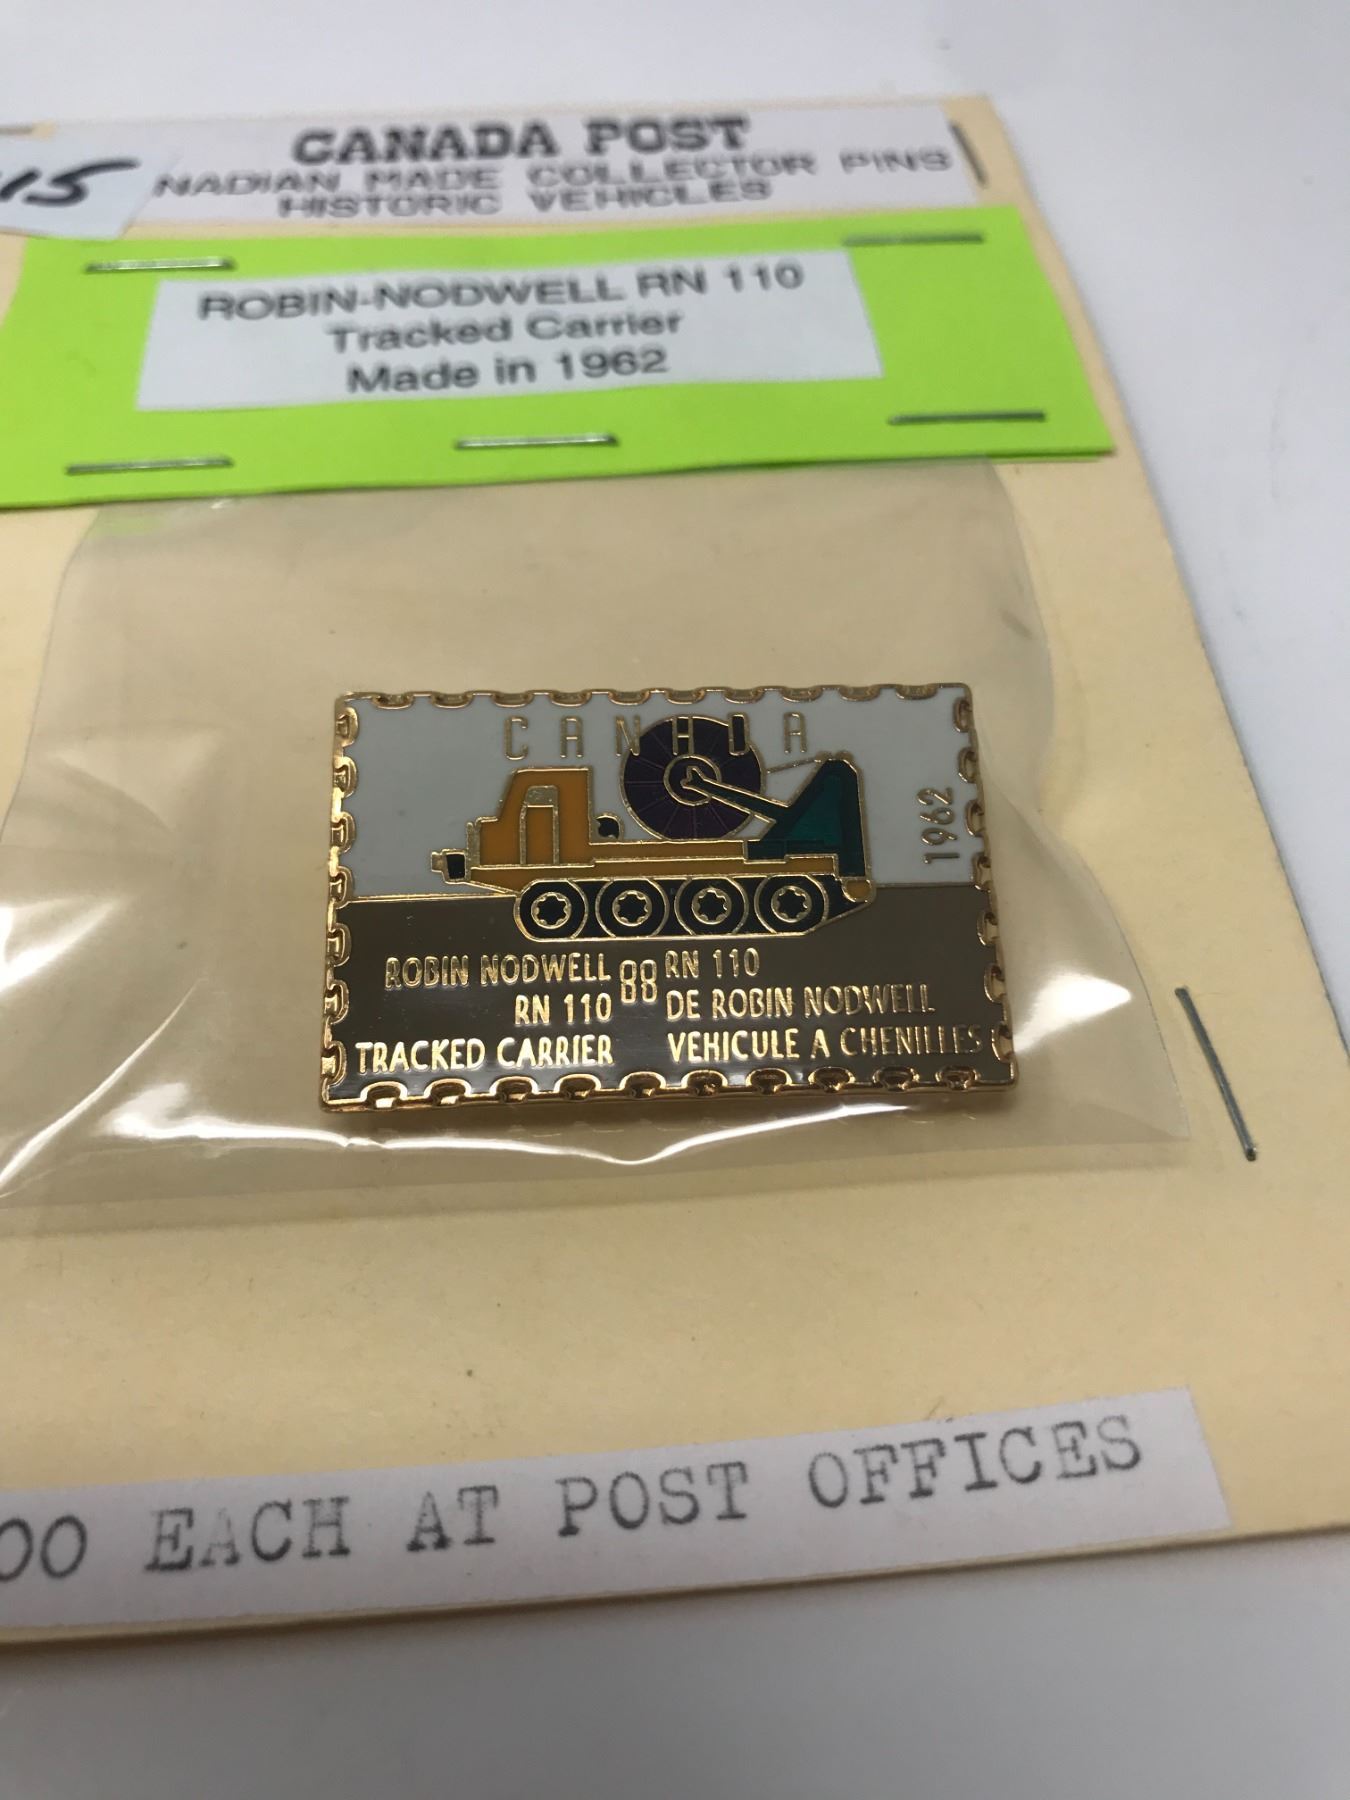 15
CANADA POST
NADIAN MADE COLLECTOR PINS
HISTORIC VEHICLES
ROBIN-NODWELL RN 110
Tracked Carrier
Made in 1962
CANADA
1962
ROBIN NODWELL 88 RN 110
RN 110 DE ROBIN NODWELL
TRACKED CARRIER VEHICULE A CHENILLES
00 EACH AT POST OFFICES